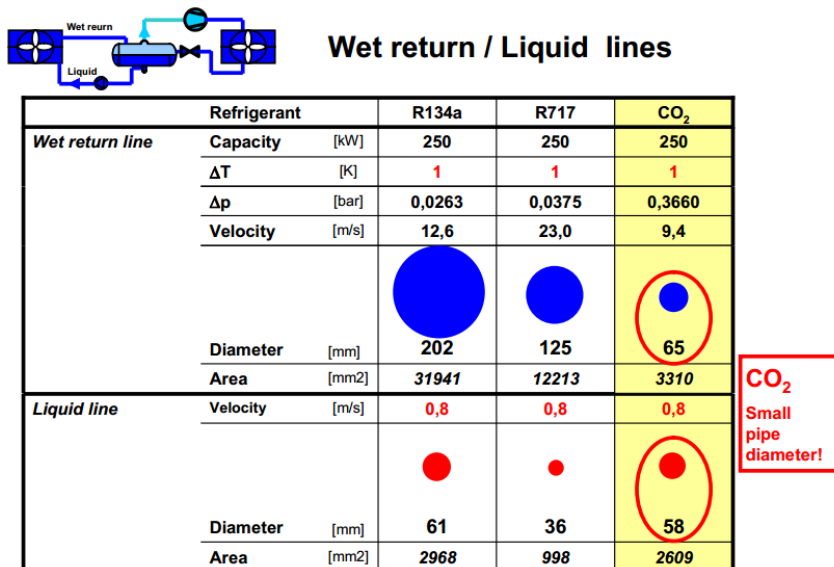 Wet reurn
Liquid
Wet return / Liquid lines
Refrigerant R134a R717 CO₂
Wet return line Capacity [kW] 250 250 250
ΔT [K] 1 1 1
Δp [bar] 0,0263 0,0375 0,3660
Velocity [m/s] 12,6 23,0 9,4
Diameter [mm] 202 125 65
Area [mm2] 31941 12213 3310
Liquid line Velocity [m/s] 0,8 0,8 0,8
Diameter [mm] 61 36 58
Area [mm2] 2968 998 2609
CO₂
Small
pipe
diameter!